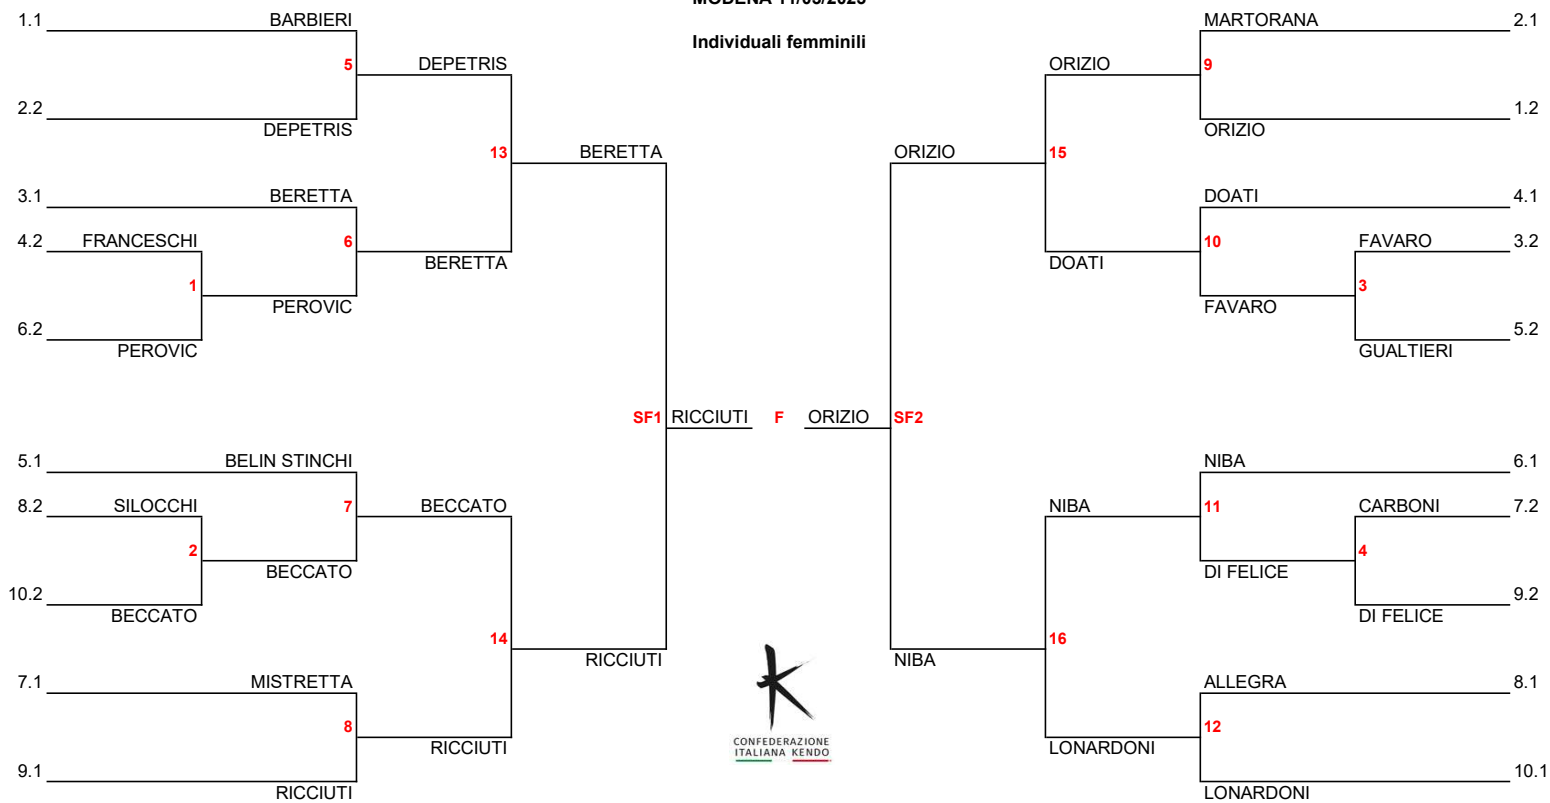 Individuali femminili
1.1 BARBIERI
5 DEPETRIS
2.2 DEPETRIS
13 BERETTA
3.1 BERETTA
4.2 FRANCESCHI
6 BERETTA
1 PEROVIC
6.2 PEROVIC
SF1 RICCIUTI F ORIZIO SF2
5.1 BELIN STINCHI
8.2 SILOCCHI
7 BECCATO
2 BECCATO
10.2 BECCATO
14 RICCIUTI
7.1 MISTRETTA
8 RICCIUTI
9.1 RICCIUTI
MARTORANA 2.1
ORIZIO 9
ORIZIO 1.2
ORIZIO 15
DOATI 4.1
DOATI 10
FAVARO 3.2
FAVARO 3
GUALTIERI 5.2
NIBA 6.1
NIBA 11
CARBONI 7.2
DI FELICE 4
DI FELICE 9.2
NIBA 16
ALLEGRA 8.1
LONARDONI 12
LONARDONI 10.1
CONFEDERAZIONE
ITALIANA KENDO